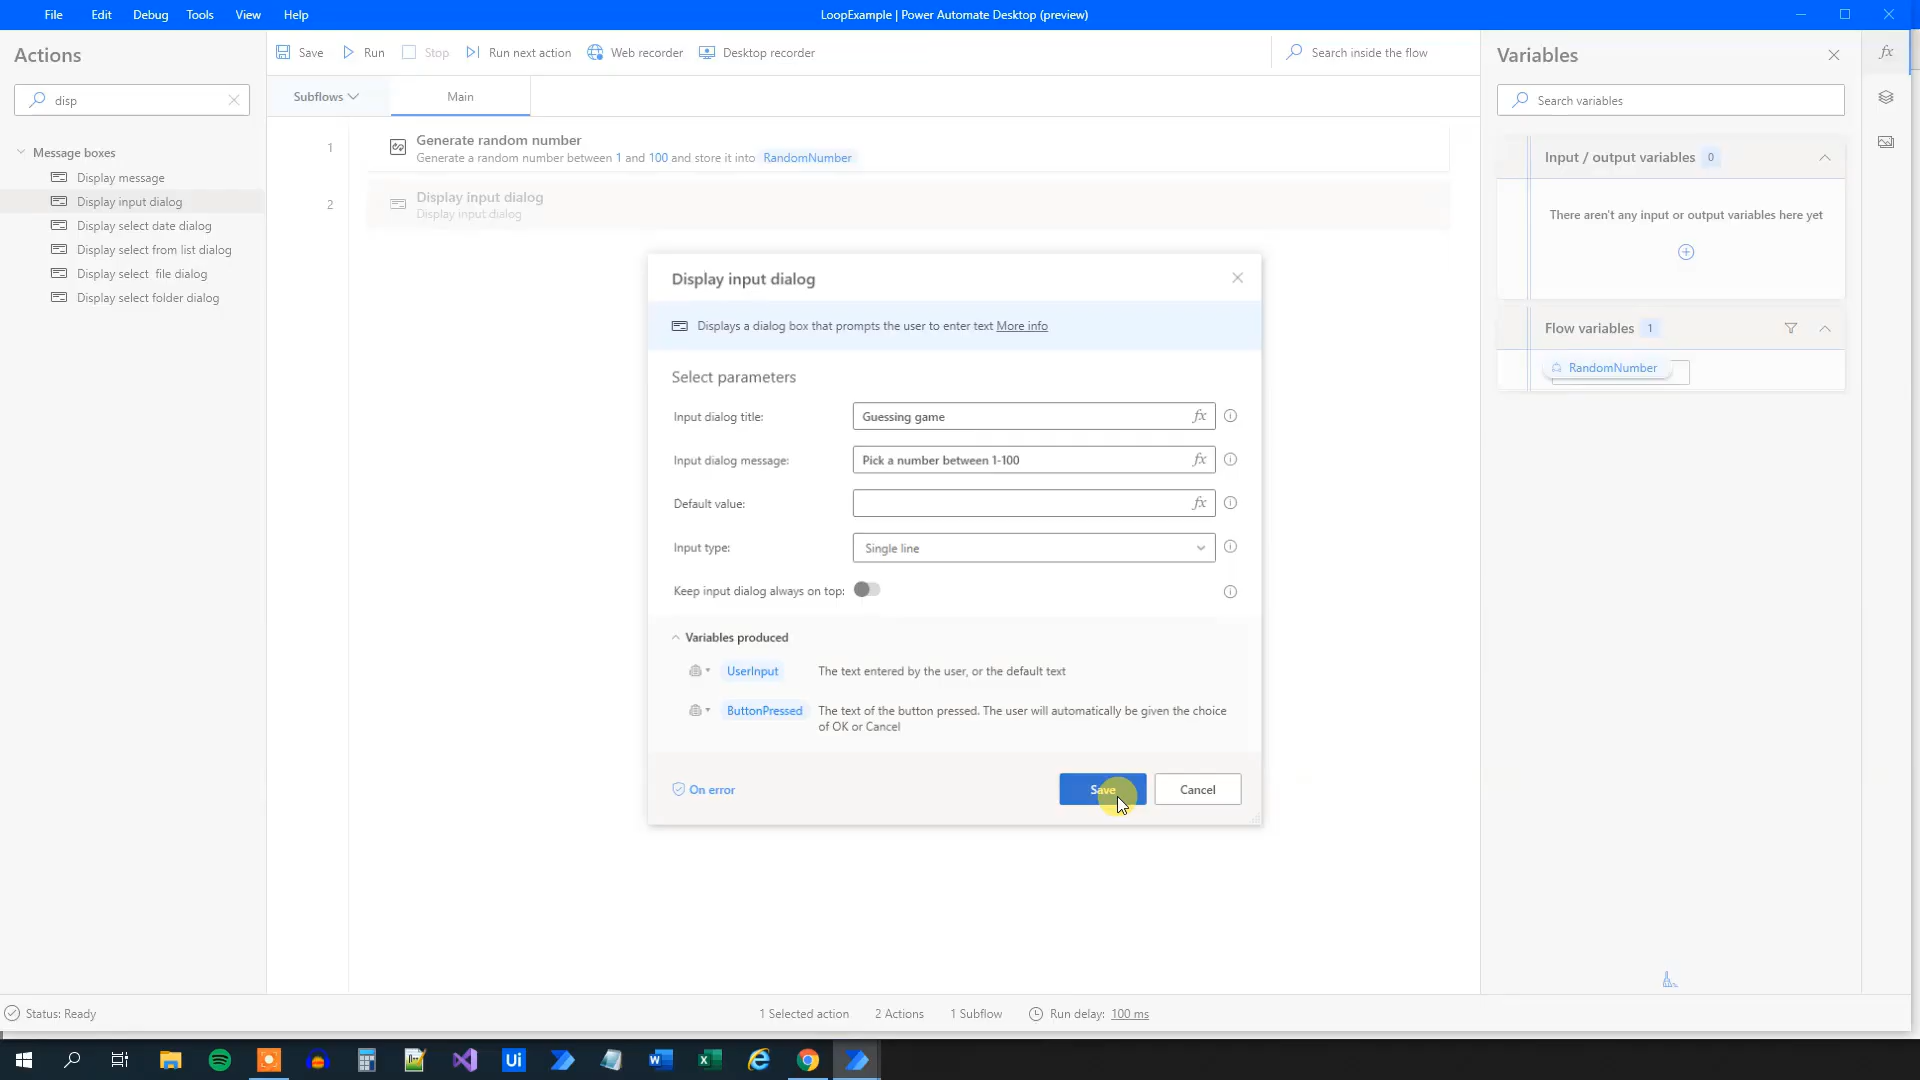 File Edit Debug Tools View Help
LoopExample | Power Automate Desktop (preview)
Actions
disp
Message boxes
Display message
Display input dialog
Display select date dialog
Display select from list dialog
Display select  file dialog
Display select folder dialog
Save Run Stop Run next action Web recorder Desktop recorder
Search inside the flow
Subflows Main
1
Generate random number
Generate a random number between 1 and 100 and store it into RandomNumber
2
Display input dialog
Display input dialog
Display input dialog
Displays a dialog box that prompts the user to enter text More info
Select parameters
Input dialog title: Guessing game fx
Input dialog message: Pick a number between 1-100 fx
Default value: fx
Input type: Single line
Keep input dialog always on top:
Variables produced
UserInput The text entered by the user, or the default text
ButtonPressed The text of the button pressed. The user will automatically be given the choice
of OK or Cancel
On error
Save Cancel
Variables
fx
Search variables
Input / output variables 0
There aren't any input or output variables here yet
Flow variables 1
RandomNumber
Status: Ready
1 Selected action 2 Actions 1 Subflow Run delay: 100 ms
Ui